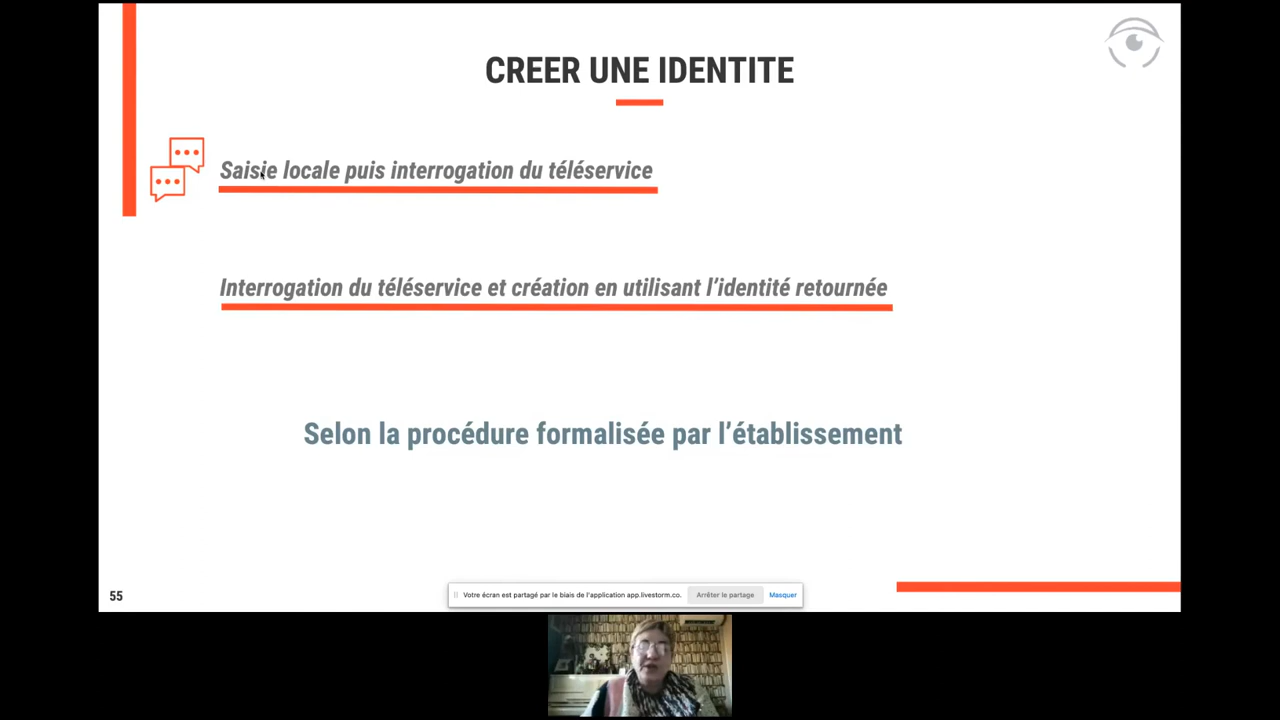 CREER UNE IDENTITE
Saisie locale puis interrogation du téléservice
Interrogation du téléservice et création en utilisant l’identité retournée
Selon la procédure formalisée par l’établissement
55
Votre écran est partagé par le biais de l'application app.livestorm.co.
Arrêter le partage
Masquer